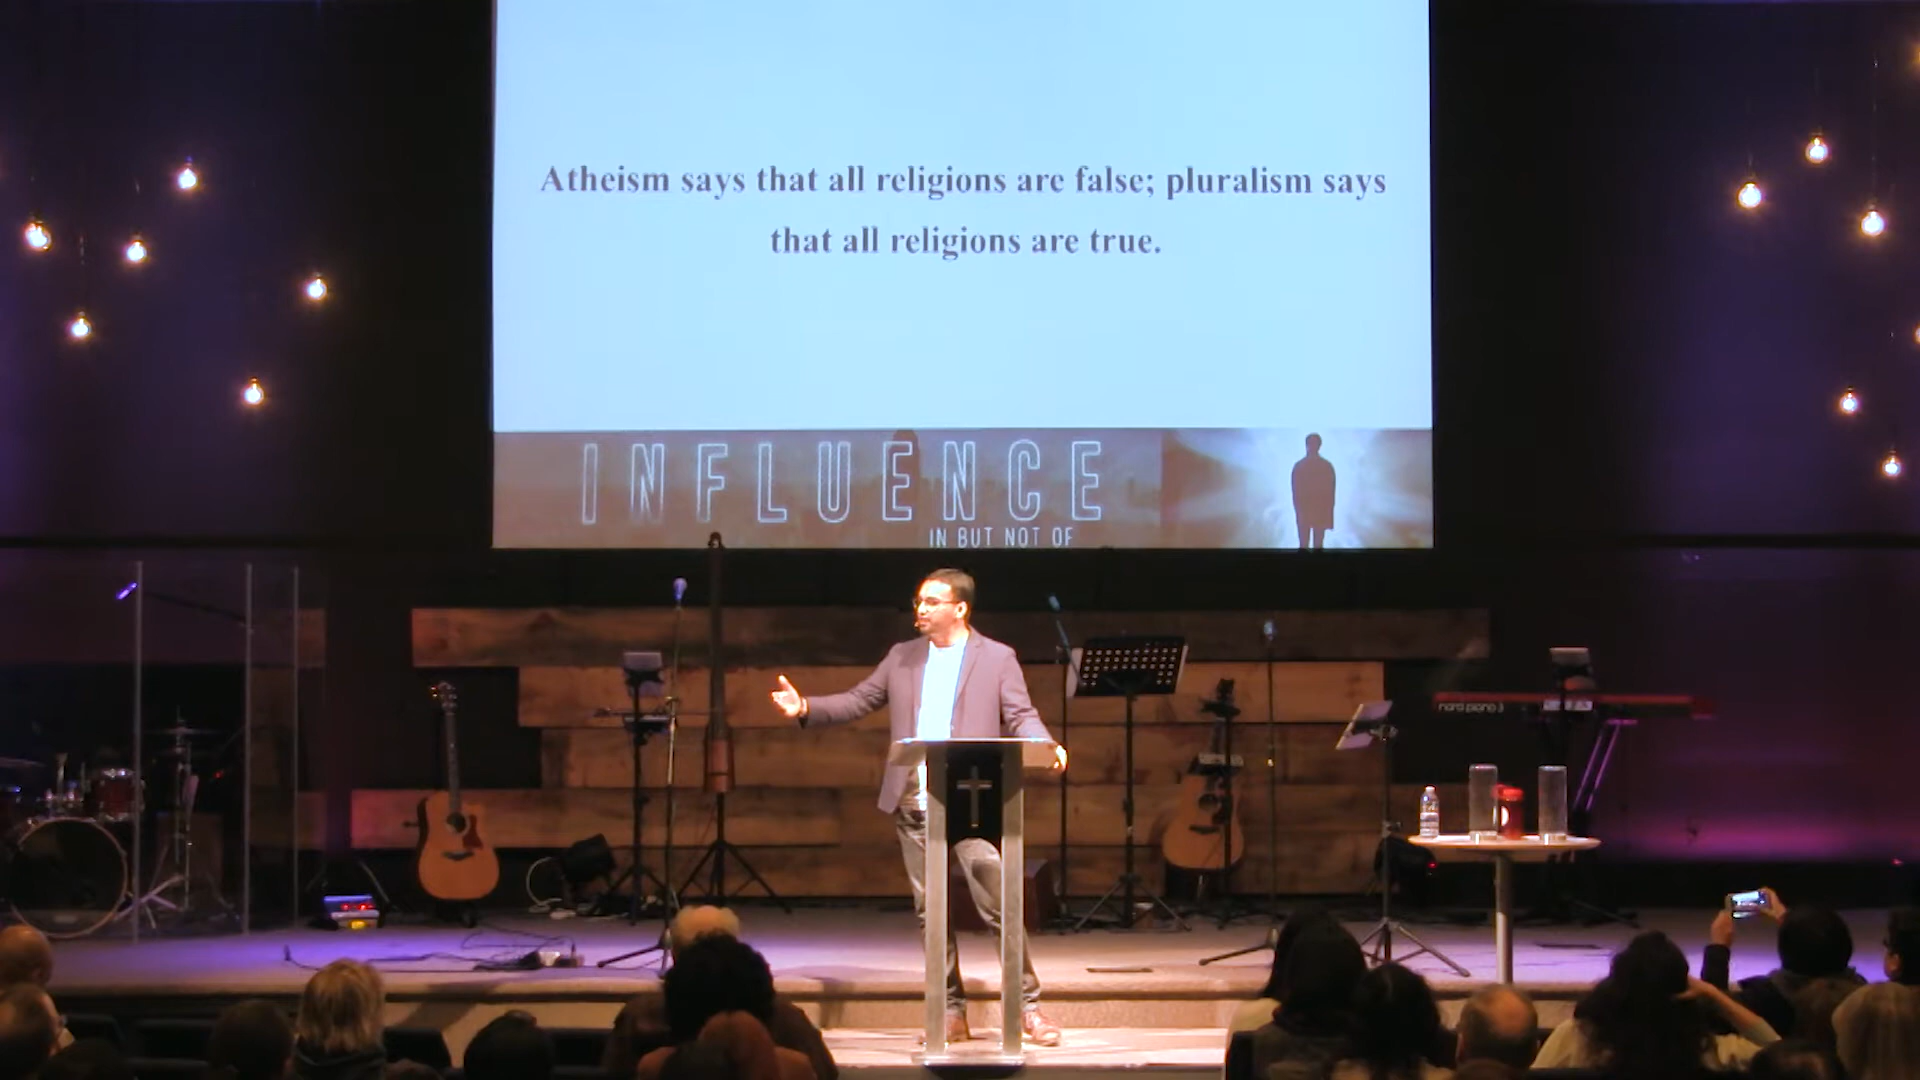 Atheism says that all religions are false; pluralism says
that all religions are true.
INFLUENCE
IN BUT NOT OF
nord piano 3